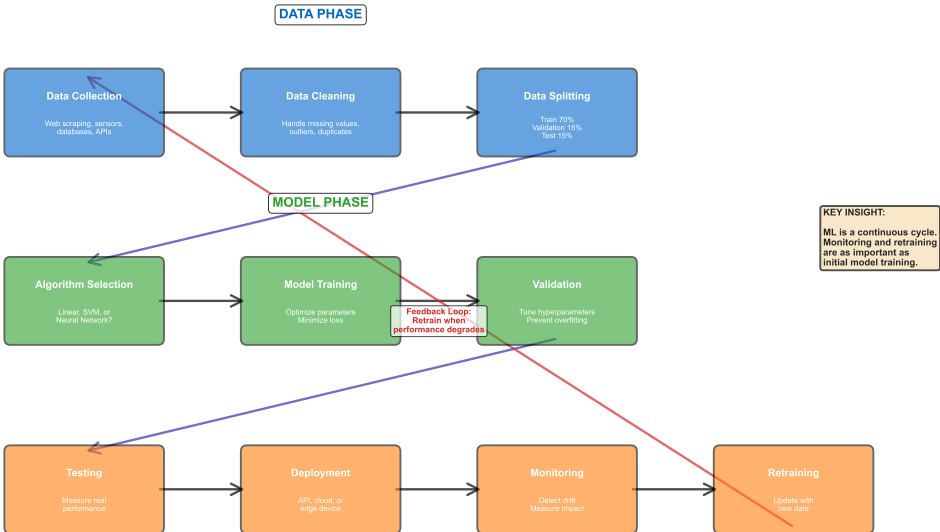 DATA PHASE
Data Collection
Web scraping, sensors,
databases, APIs
Data Cleaning
Handle missing values,
outliers, duplicates
Data Splitting
Train 70%
Validation 15%
Test 15%
MODEL PHASE
KEY INSIGHT:
ML is a continuous cycle.
Monitoring and retraining
are as important as
initial model training.
Algorithm Selection
Linear, SVM, or
Neural Network?
Model Training
Optimize parameters
Minimize loss
Feedback Loop:
Retrain when
performance degrades
Validation
Tune hyperparameters
Prevent overfitting
Testing
Measure real
performance
Deployment
API, cloud, or
edge device
Monitoring
Detect drift
Measure impact
Retraining
Update with
new data